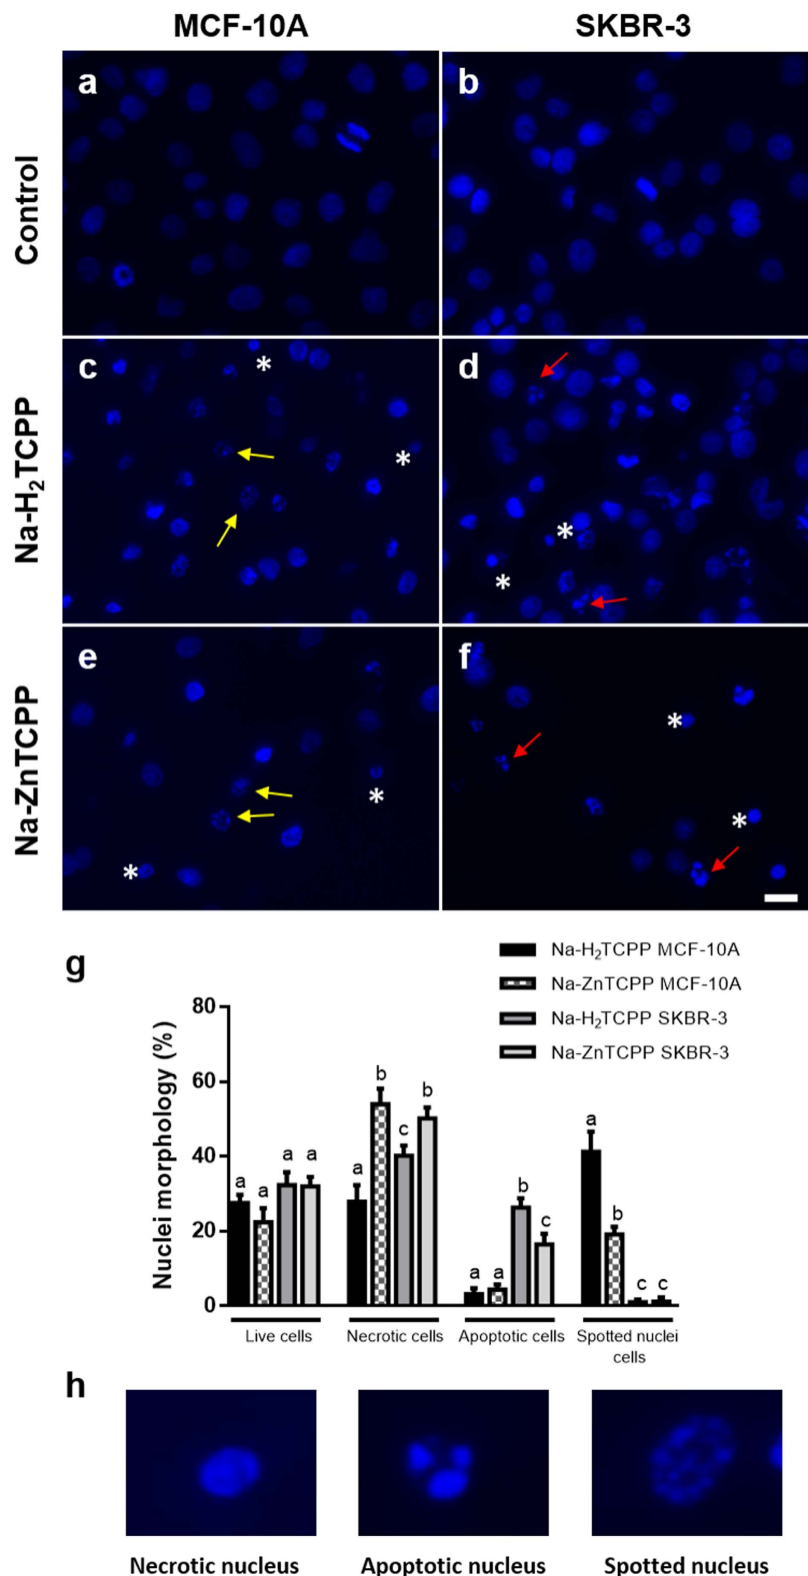 MCF-10A SKBR-3
Control
a b
Na-H₂TCPP
c * * d * *
Na-ZnTCPP
e * * f * *
g
Na-H₂TCPP MCF-10A
Na-ZnTCPP MCF-10A
Na-H₂TCPP SKBR-3
Na-ZnTCPP SKBR-3
Nuclei morphology (%)
80
60
40
20
0
a a a a
a b c b
a a b c
a b c c
Live cells Necrotic cells Apoptotic cells Spotted nuclei
cells
h
Necrotic nucleus Apoptotic nucleus Spotted nucleus